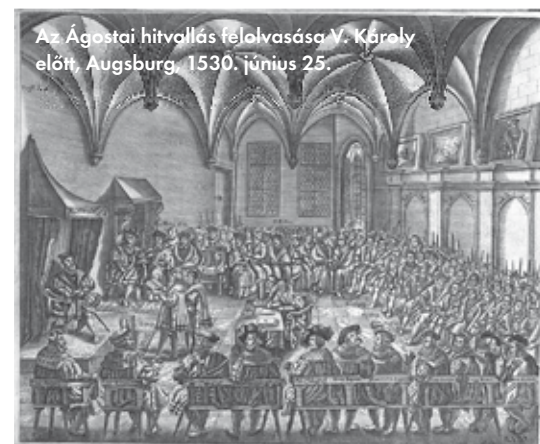 Az Ágostai hitvallás felolvasása V. Károly
előtt, Augsburg, 1530. június 25.